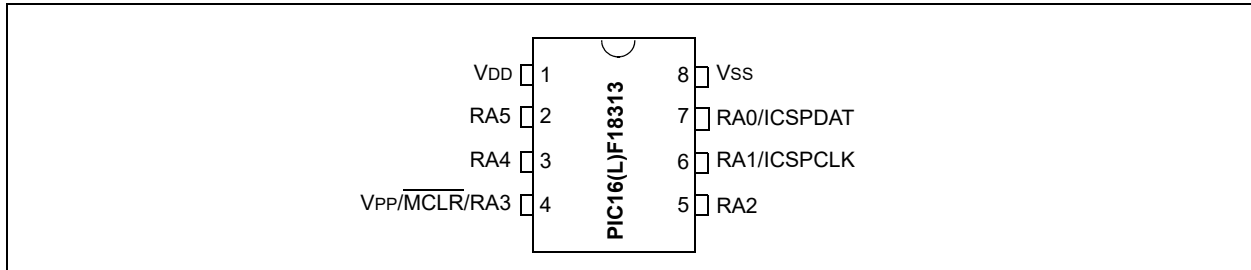 VDD 1 8 VSS
RA5 2 7 RA0/ICSPDAT
RA4 3 6 RA1/ICSPCLK
VPP/MCLR/RA3 4 5 RA2
PIC16(L)F18313